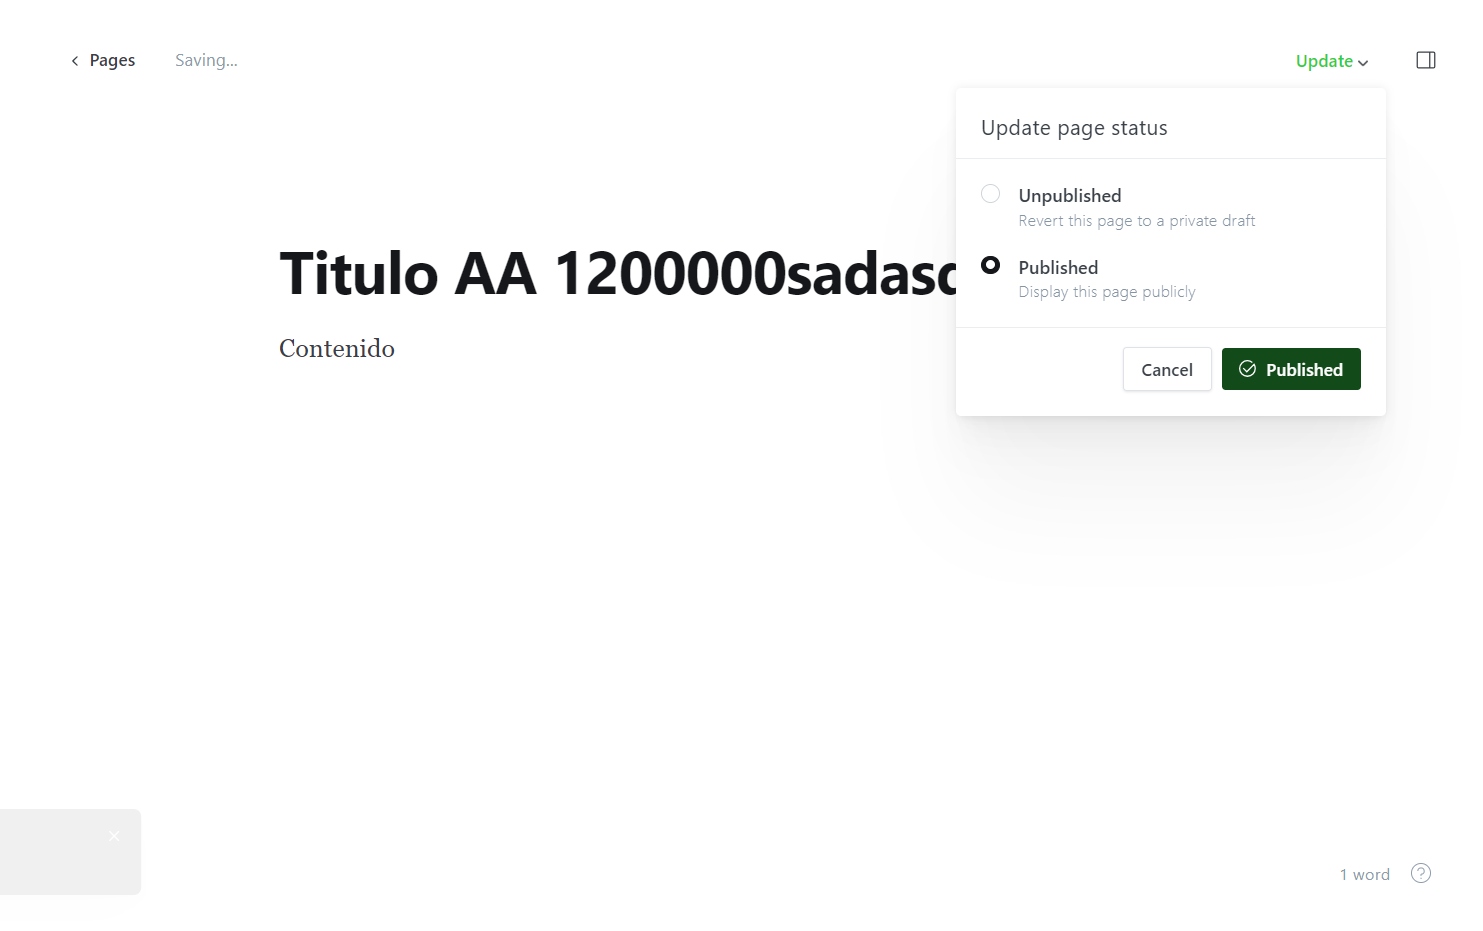 Pages
Saving...
Update
Update page status
Unpublished
Revert this page to a private draft
Published
Display this page publicly
Cancel
Published
Titulo AA 1200000sadasd
Contenido
1 word